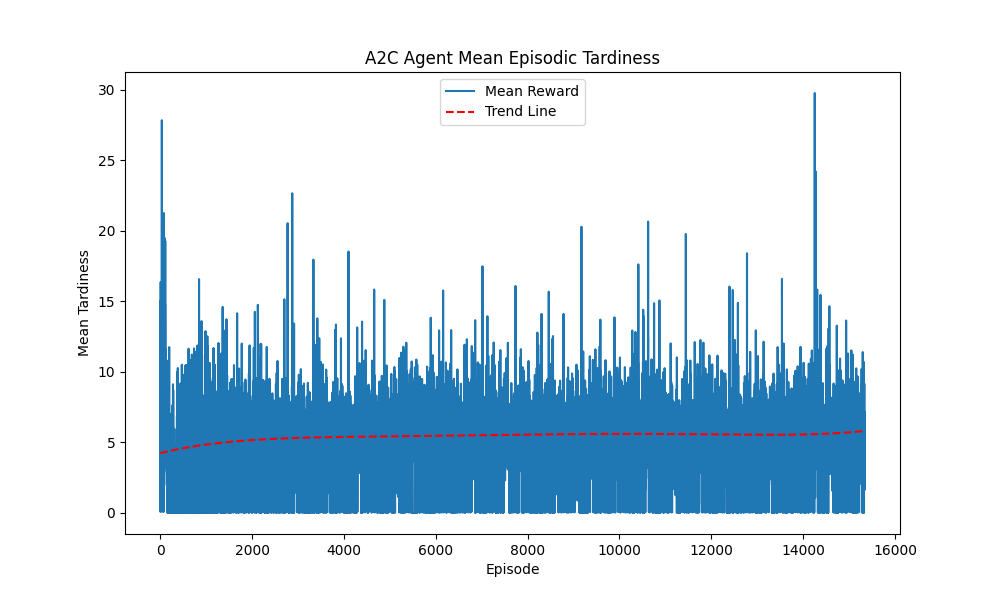 A2C Agent Mean Episodic Tardiness
Mean Reward
Trend Line
30
25
20
15
10
5
0
Mean Tardiness
0 2000 4000 6000 8000 10000 12000 14000 16000
Episode